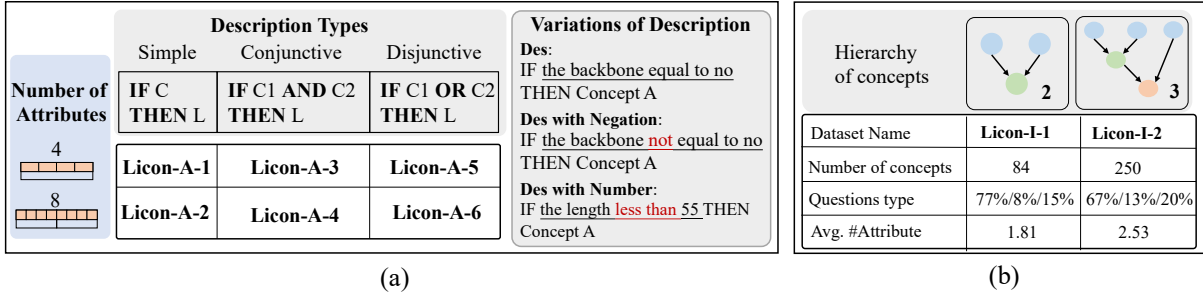 Description Types
Simple Conjunctive Disjunctive
Number of
Attributes
IF C
THEN L
IF C1 AND C2
THEN L
IF C1 OR C2
THEN L
4
Licon-A-1 Licon-A-3 Licon-A-5
8
Licon-A-2 Licon-A-4 Licon-A-6
Variations of Description
Des:
IF the backbone equal to no
THEN Concept A
Des with Negation:
IF the backbone not equal to no
THEN Concept A
Des with Number:
IF the length less than 55 THEN
Concept A
(a)
Hierarchy
of concepts
2
3
Dataset Name Licon-I-1 Licon-I-2
Number of concepts 84 250
Questions type 77%/8%/15% 67%/13%/20%
Avg. #Attribute 1.81 2.53
(b)